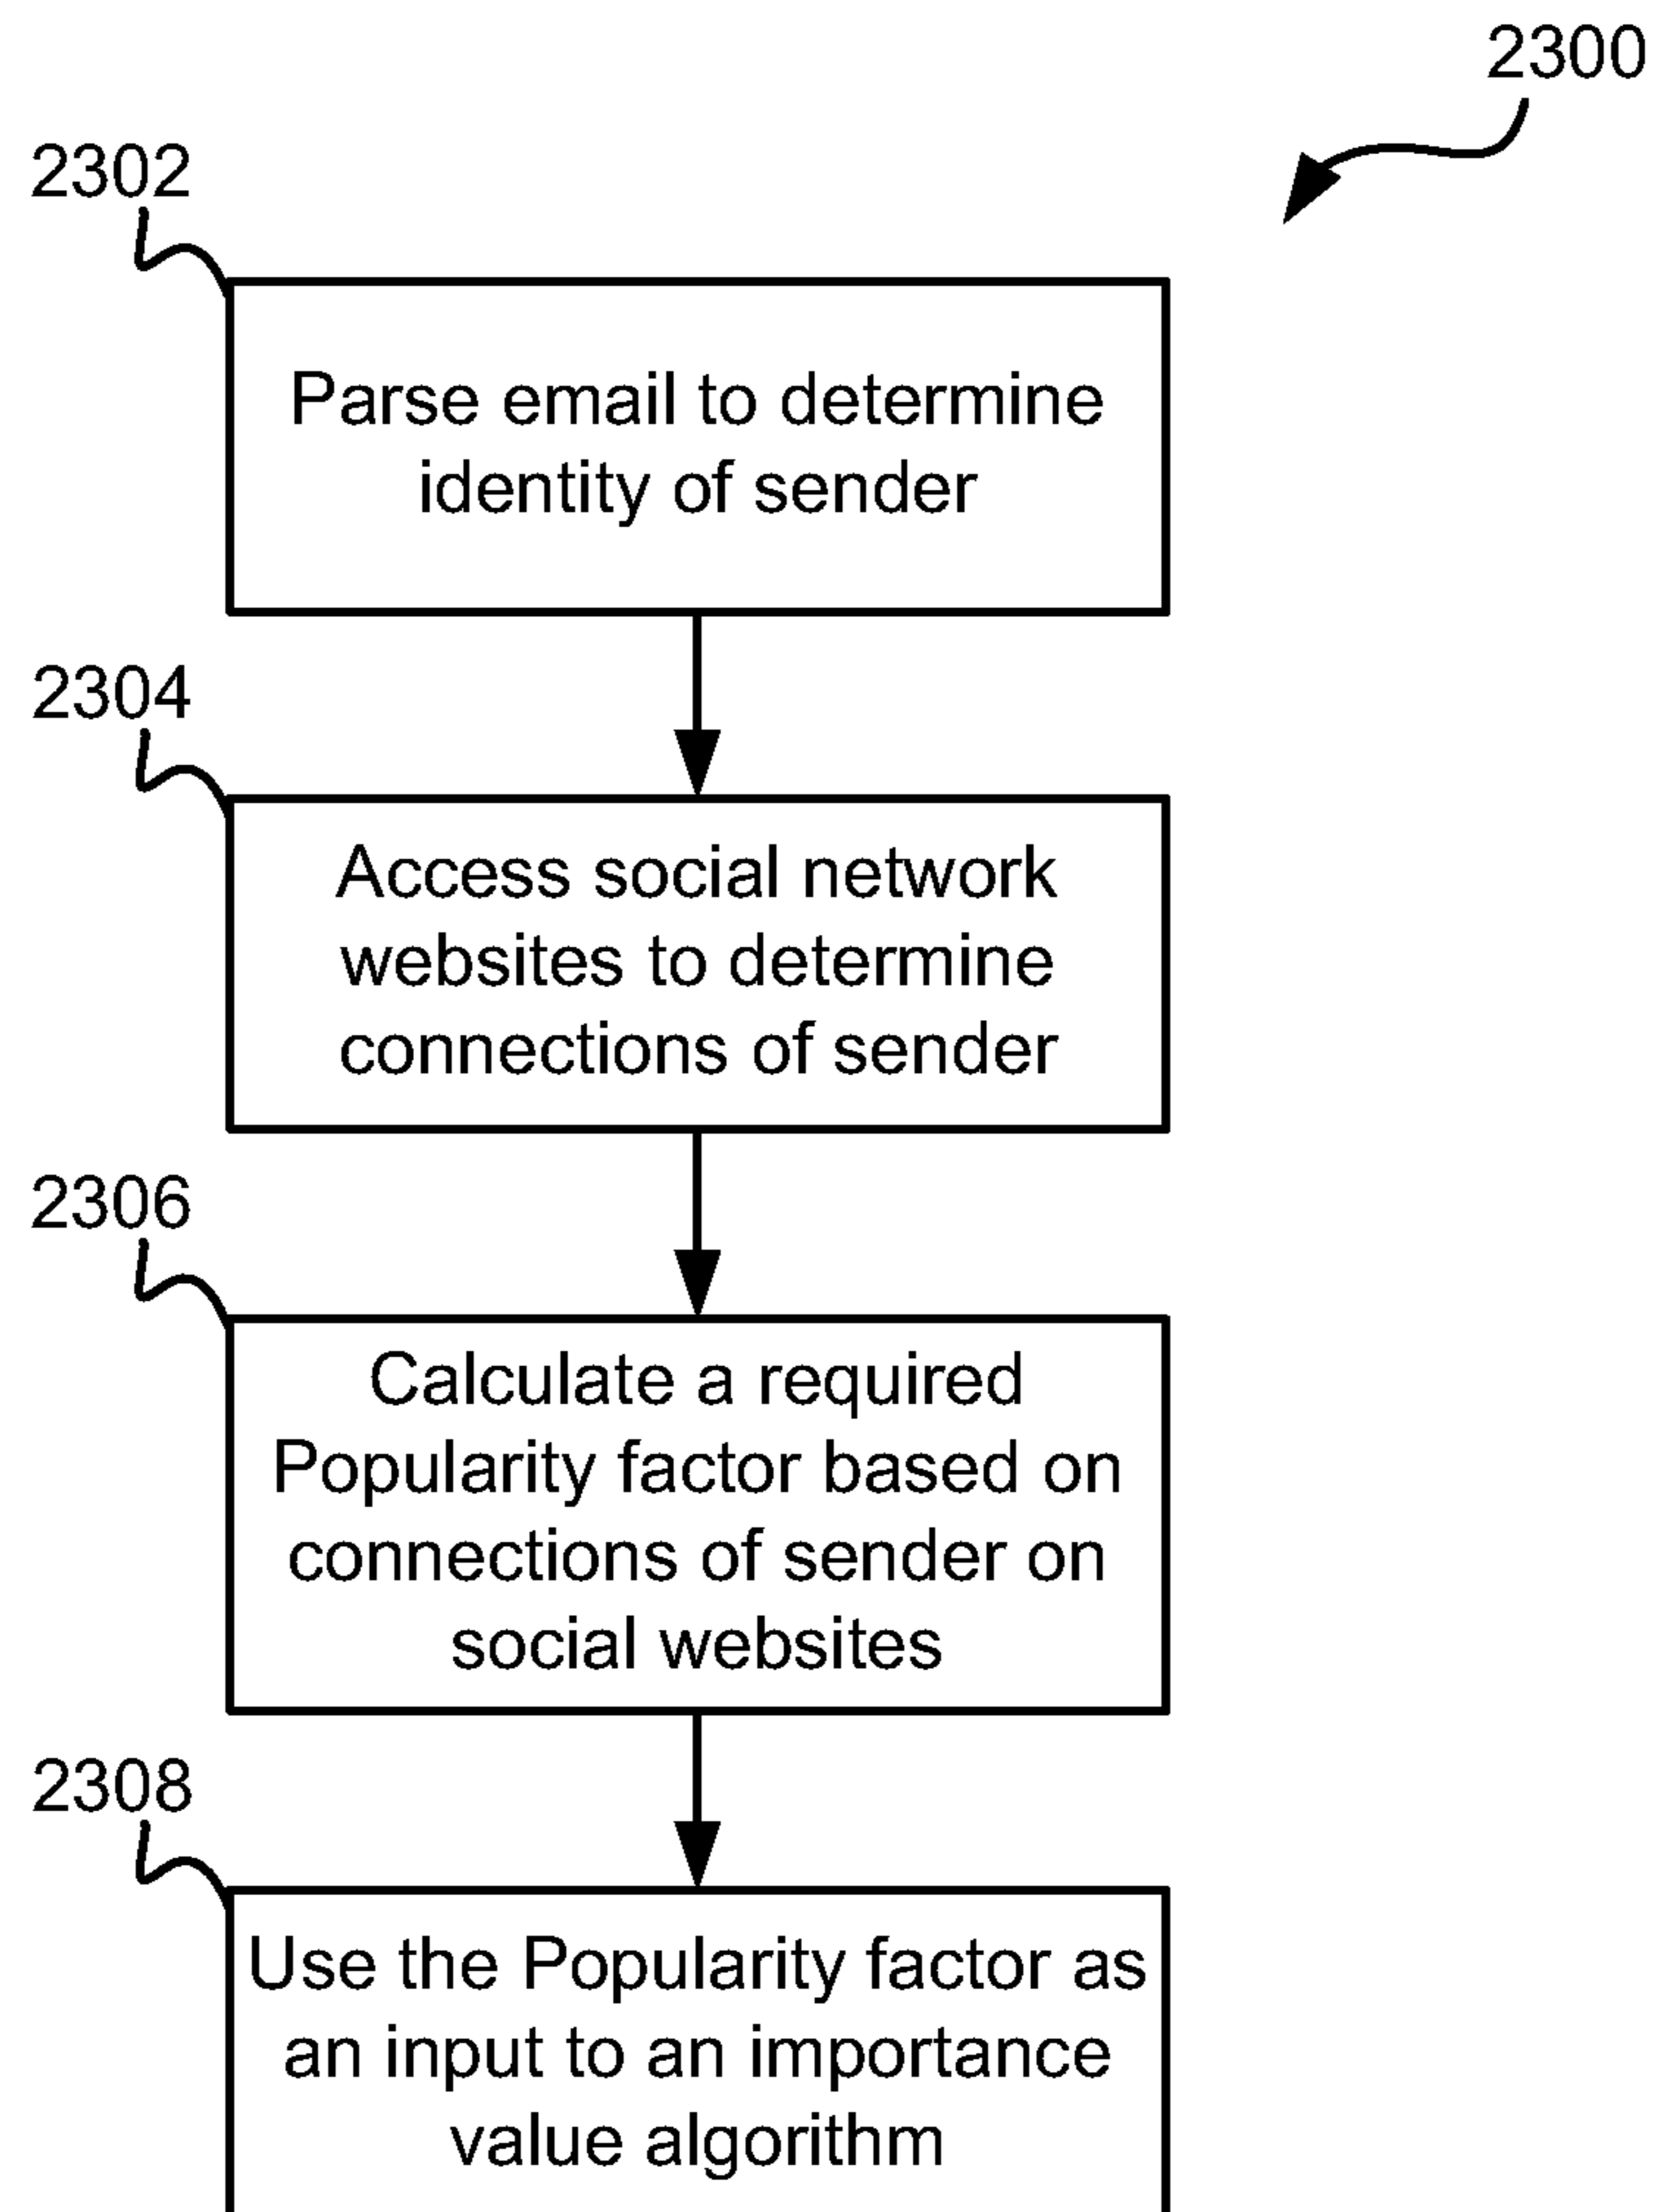 2300
2302
Parse email to determine
identity of sender
2304
Access social network
websites to determine
connections of sender
2306
Calculate a required
Popularity factor based on
connections of sender on
social websites
2308
Use the Popularity factor as
an input to an importance
value algorithm